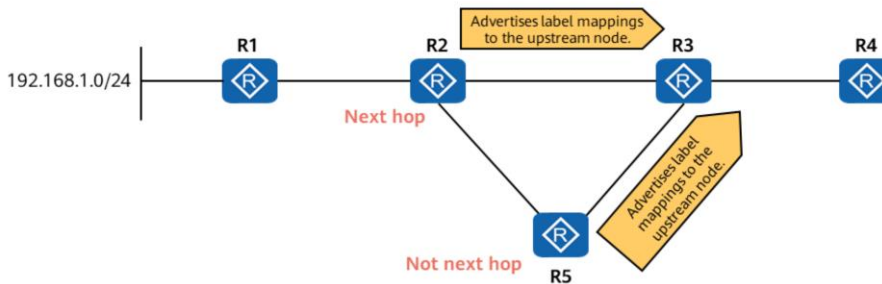 Advertises label mappings
to the upstream node.
R1
R2
R3
R4
192.168.1.0/24
R
R
R
R
Next hop
Advertises label
mappings to the
upstream node.
R
Not next hop
R5